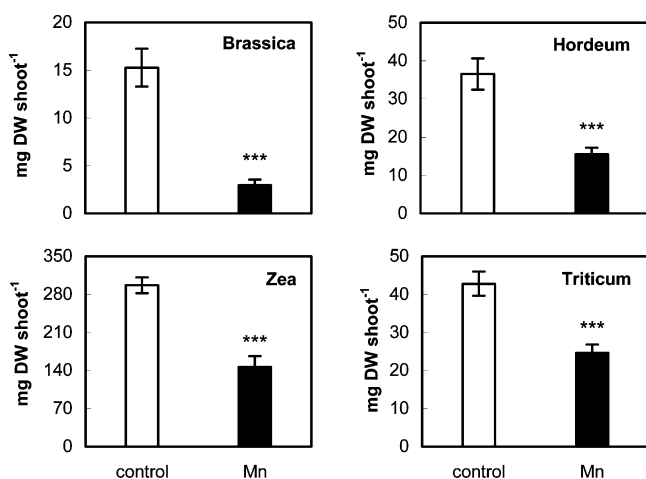 20
15
10
5
0
mg DW shoot⁻¹
Brassica
***
50
40
30
20
10
0
mg DW shoot⁻¹
Hordeum
***
350
280
210
140
70
0
mg DW shoot⁻¹
Zea
***
control
Mn
50
40
30
20
10
0
mg DW shoot⁻¹
Triticum
***
control
Mn